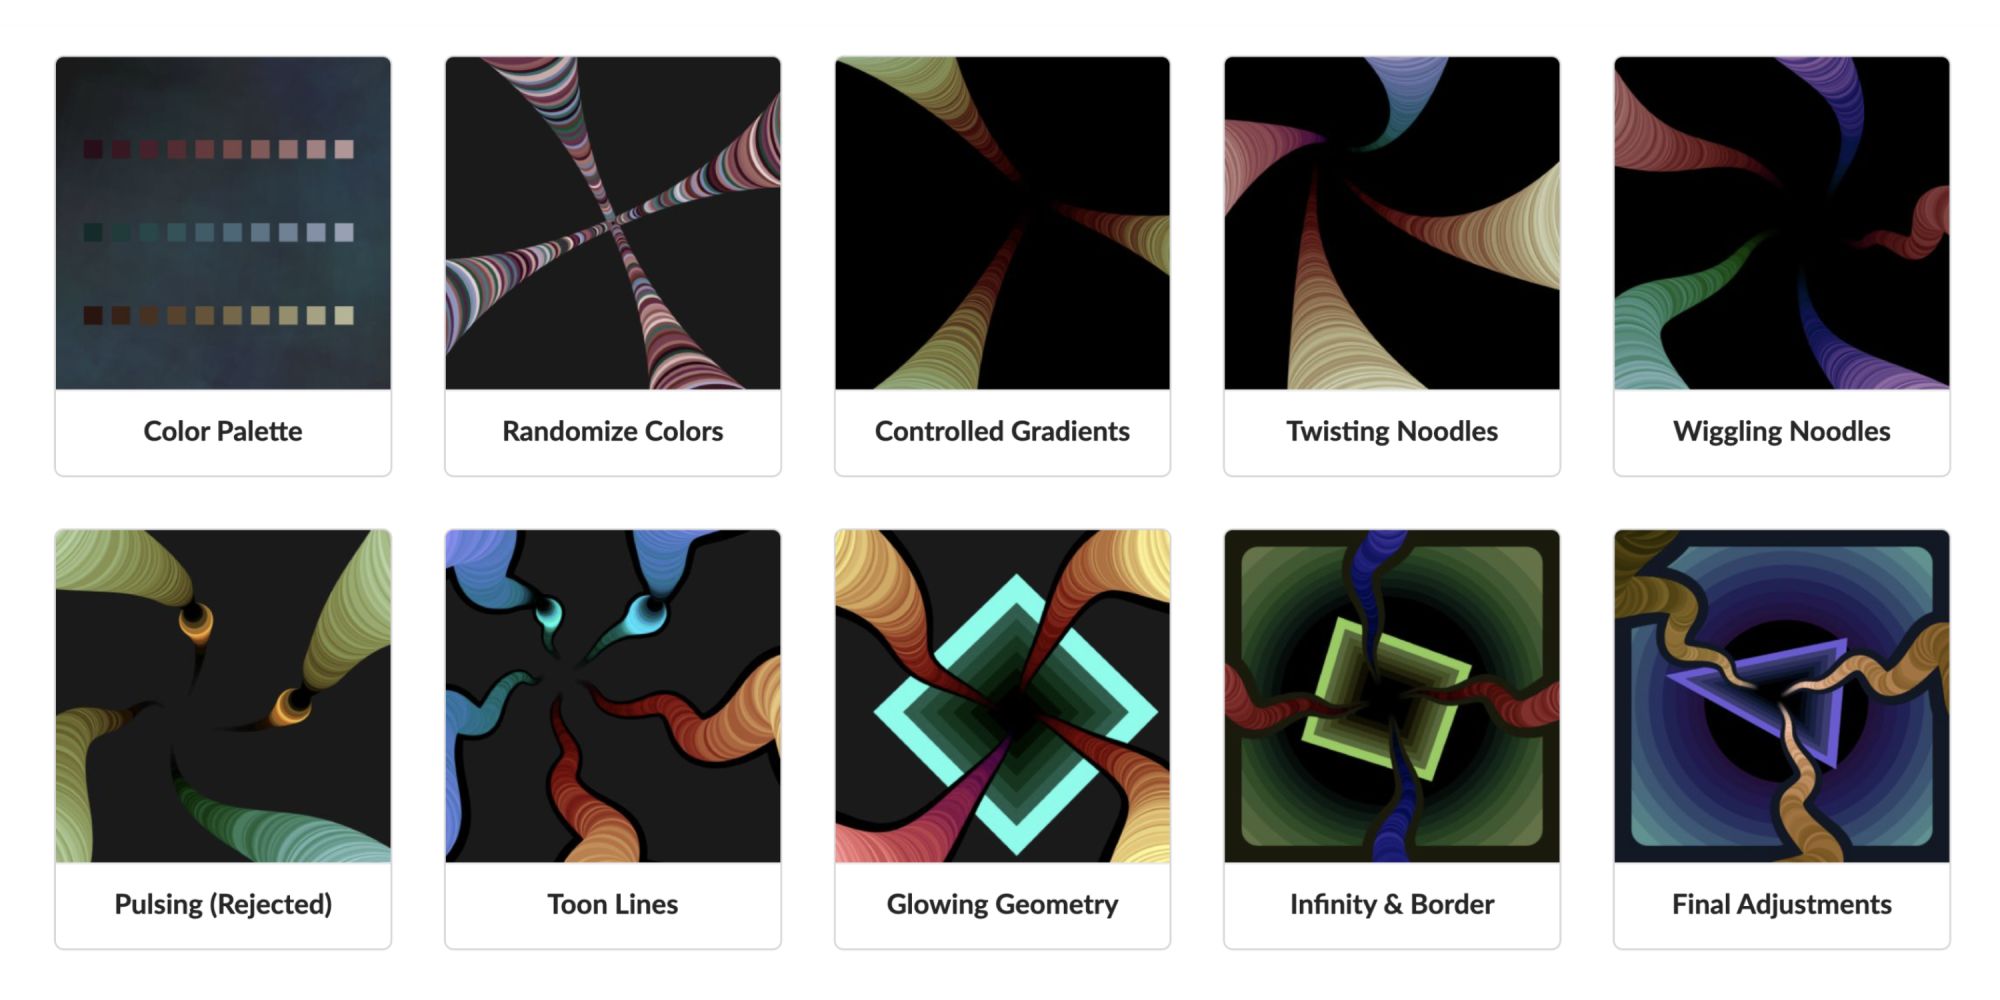 Color Palette
Randomize Colors
Controlled Gradients
Twisting Noodles
Wiggling Noodles
Pulsing (Rejected)
Toon Lines
Glowing Geometry
Infinity & Border
Final Adjustments